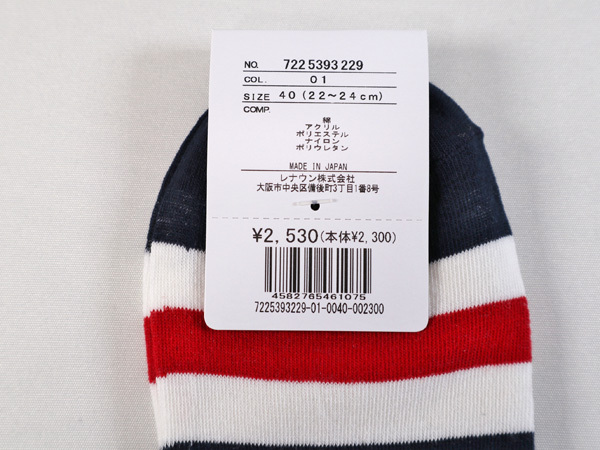 NO. 7225393229
COL. 01
SIZE 40(22~24cm)
COMP.
綿
アクリル
ポリエステル
ナイロン
ポリウレタン
MADE IN JAPAN
レナウン株式会社
大阪市中央区備後町3丁目1番8号
¥2,530(本体¥2,300)
4582765461075
7225393229-01-0040-002300